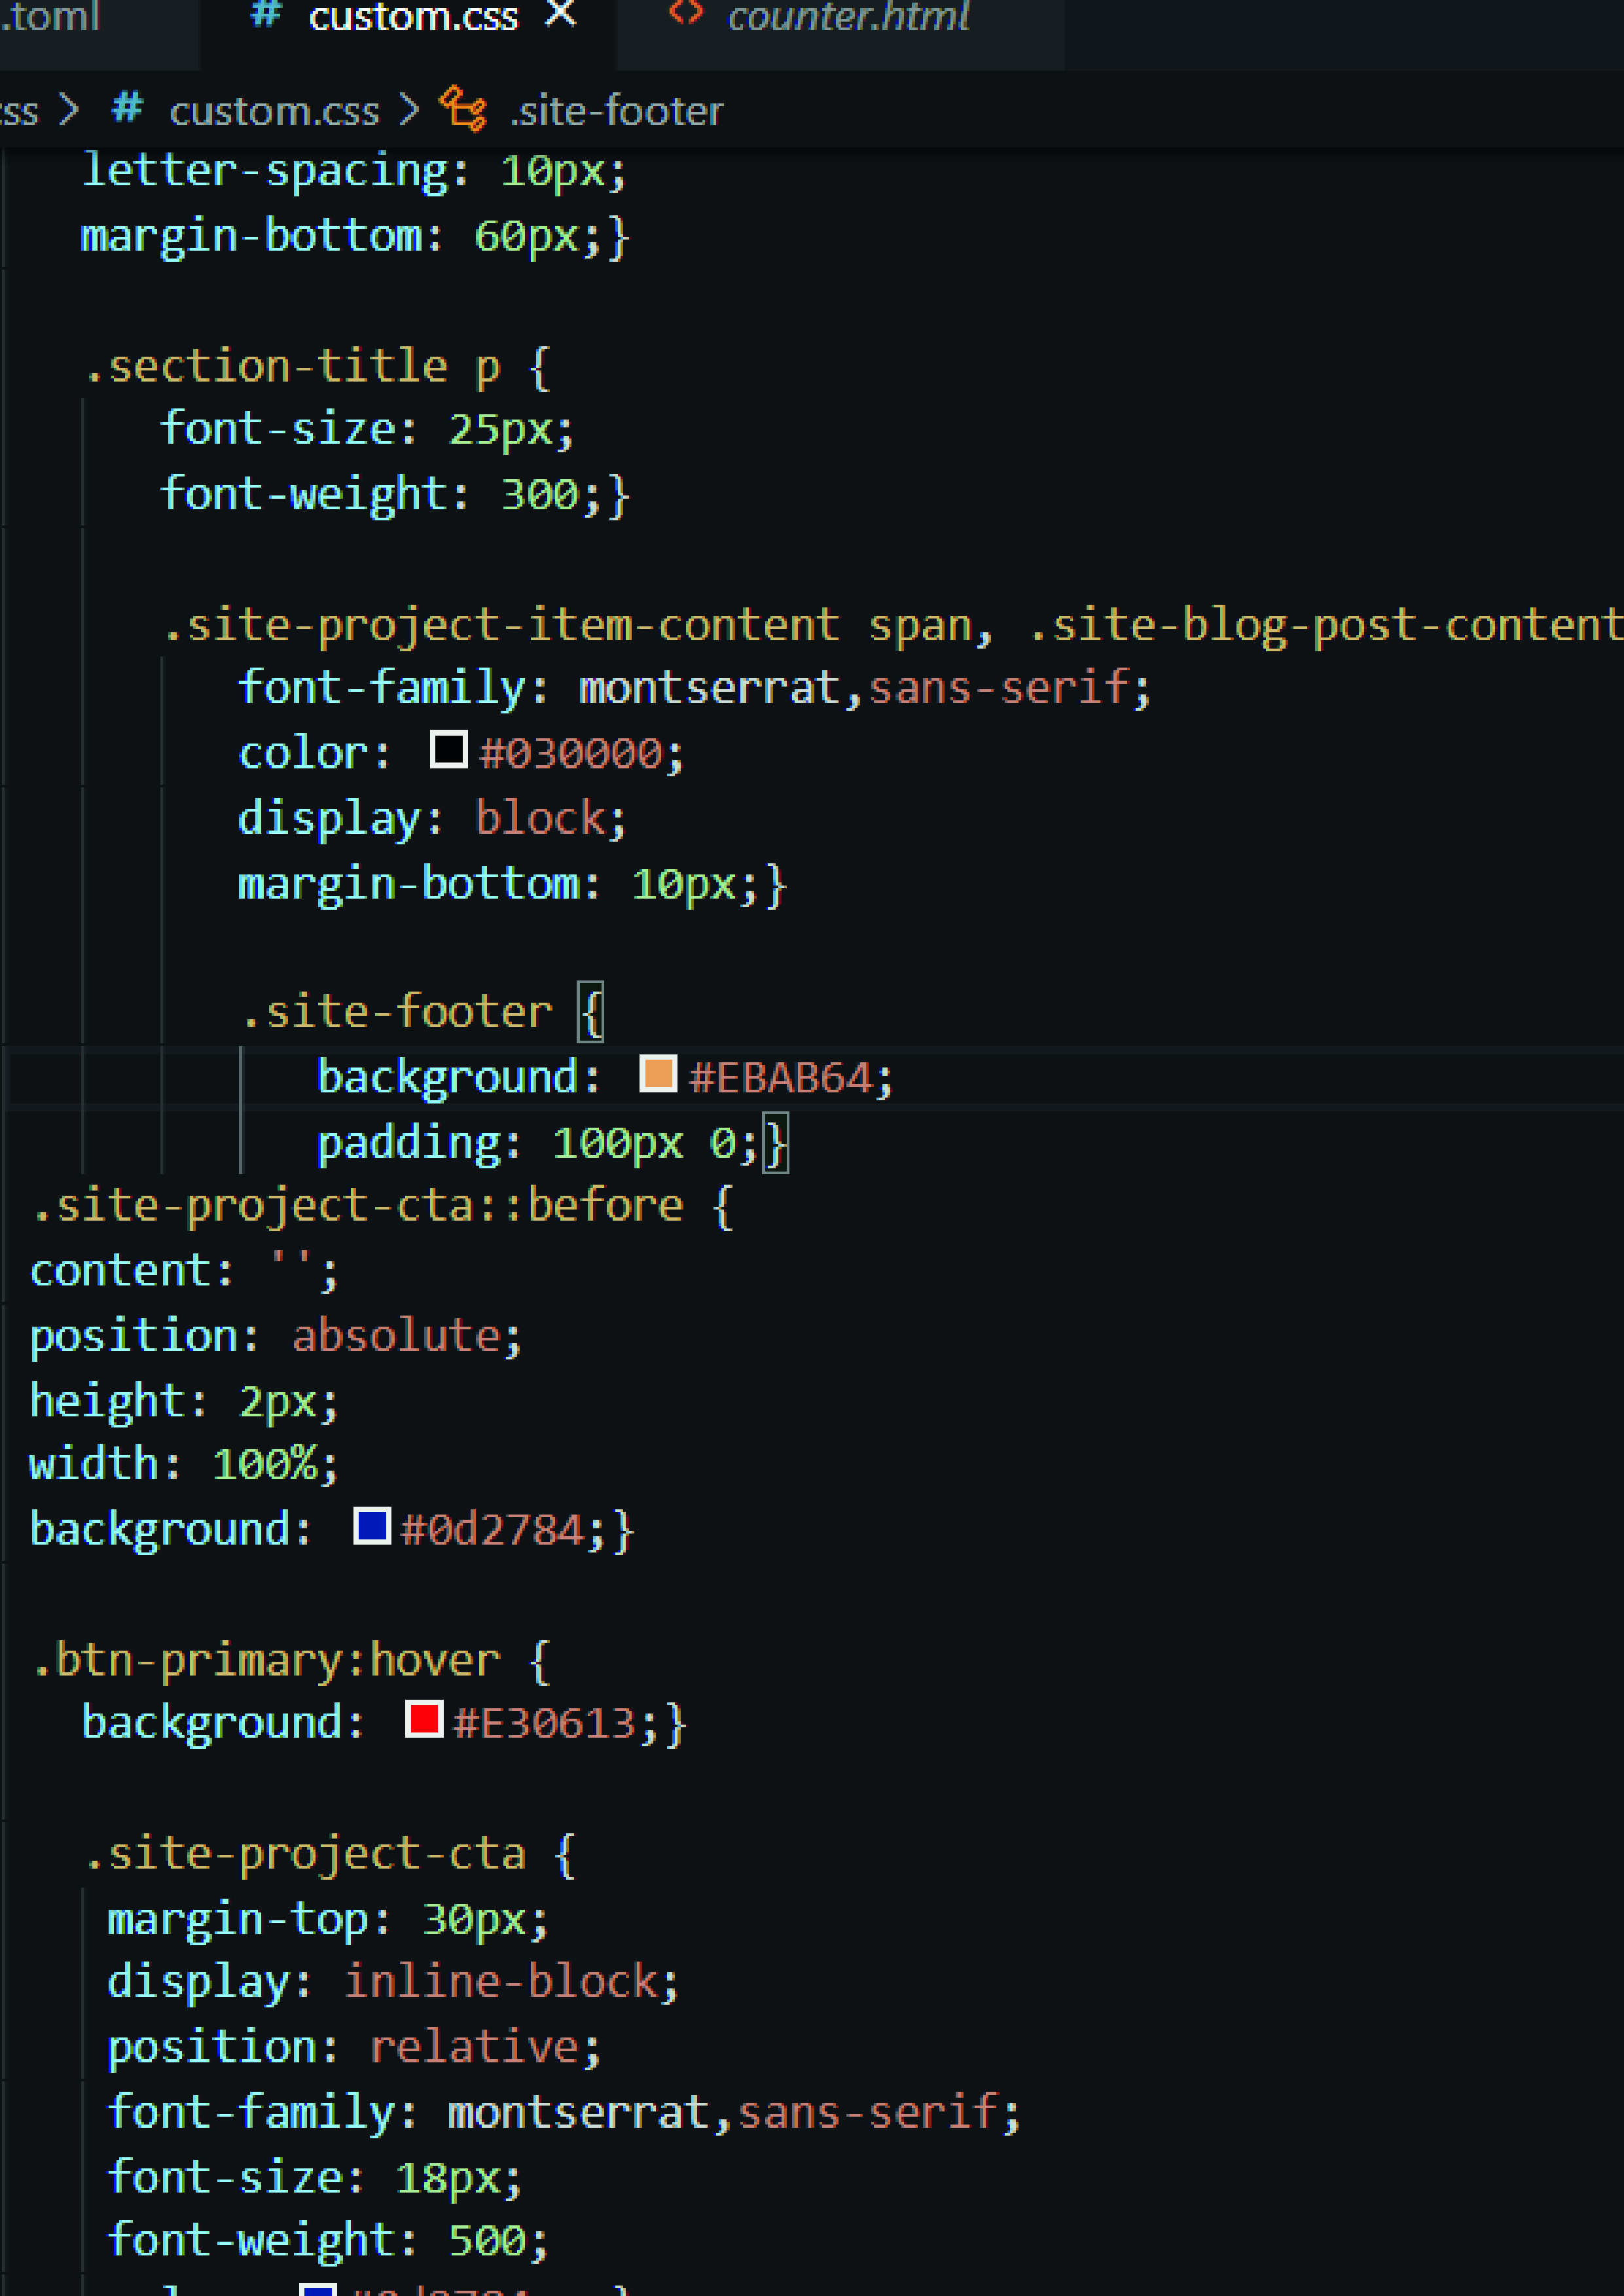 .toml # custom.css × <> counter.html
css > # custom.css > .site-footer
letter-spacing: 10px;
margin-bottom: 60px;}
.section-title p {
font-size: 25px;
font-weight: 300;}
.site-project-item-content span, .site-blog-post-content
font-family: montserrat,sans-serif;
color: #030000;
display: block;
margin-bottom: 10px;}
.site-footer {
background: #EBAB64;
padding: 100px 0;}
.site-project-cta::before {
content: '';
position: absolute;
height: 2px;
width: 100%;
background: #0d2784;}
.btn-primary:hover {
background: #E30613;}
.site-project-cta {
margin-top: 30px;
display: inline-block;
position: relative;
font-family: montserrat,sans-serif;
font-size: 18px;
font-weight: 500;